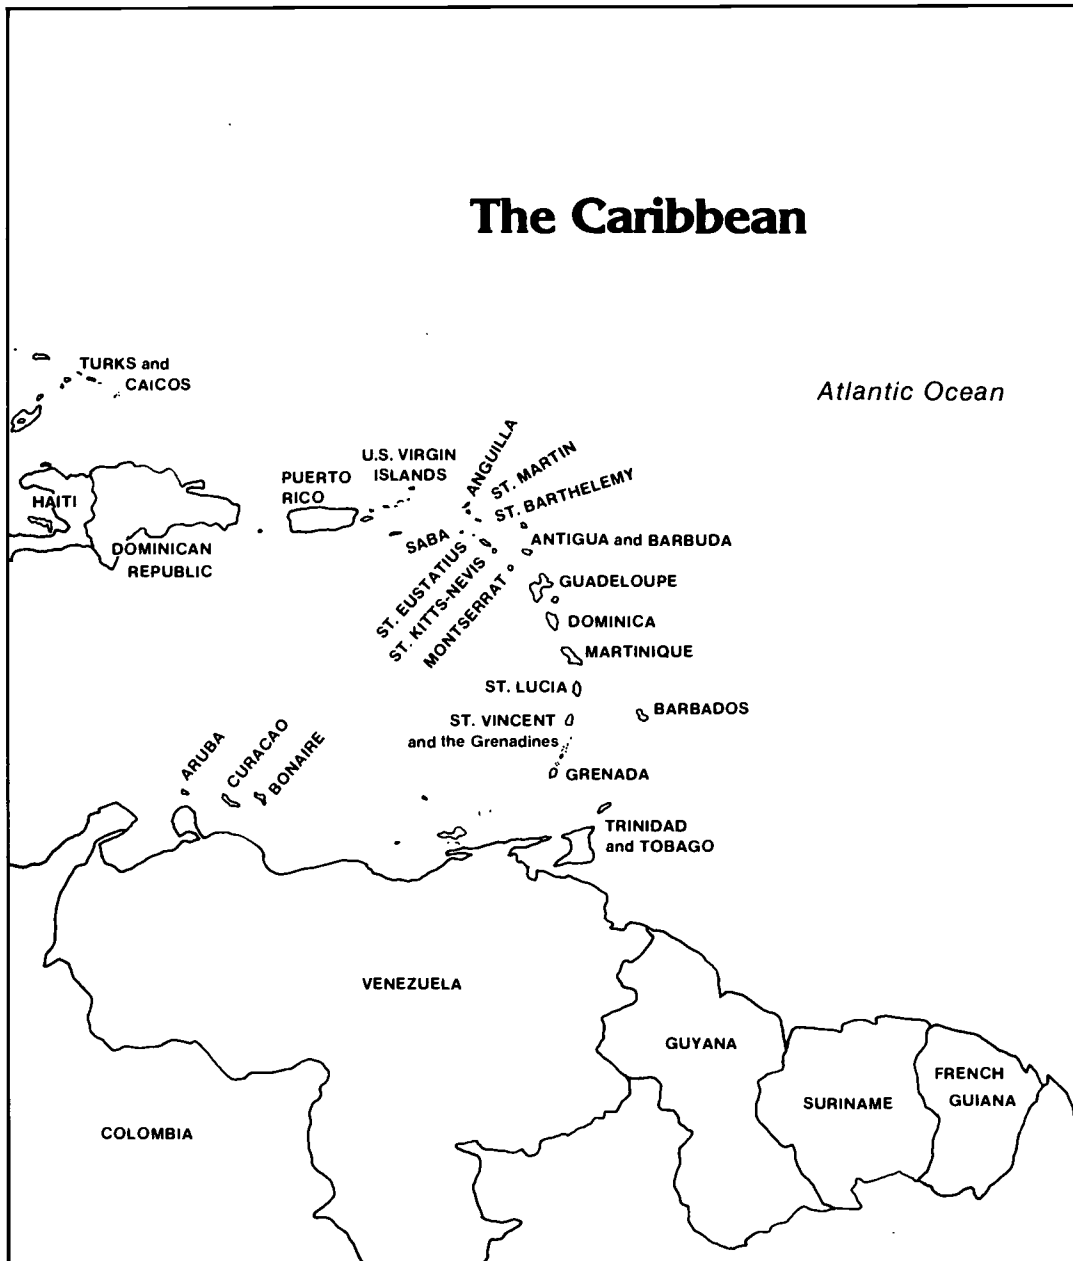 The Caribbean
TURKS and
CAICOS
Atlantic Ocean
ANGUILLA
ST. MARTIN
ST. BARTHELEMY
U.S. VIRGIN
ISLANDS
PUERTO
RICO
HAITI
DOMINICAN
REPUBLIC
SABA
ST. EUSTATIUS
ST. KITTS-NEVIS
MONTSERRAT
ANTIGUA and BARBUDA
GUADELOUPE
DOMINICA
MARTINIQUE
ST. LUCIA
BARBADOS
ST. VINCENT
and the Grenadines
GRENADA
ARUBA
CURACAO
BONAIRE
TRINIDAD
and TOBAGO
VENEZUELA
GUYANA
SURINAME
FRENCH
GUIANA
COLOMBIA